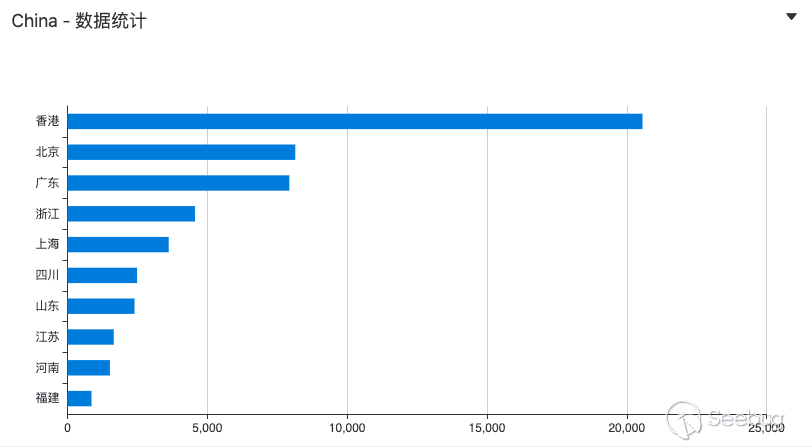 China - 数据统计
香港
北京
广东
浙江
上海
四川
山东
江苏
河南
福建
0 5,000 10,000 15,000 20,000 25,000
Seebug